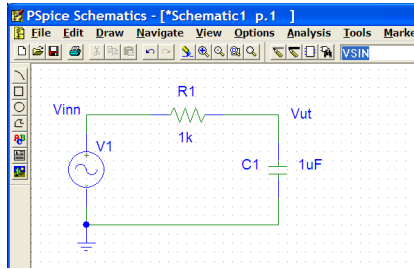 PSpice Schematics - [*Schematic1 p.1 ]
File Edit Draw Navigate View Options Analysis Tools Marke
VSIN
R1
Vinn
Vut
1k
V1
C1
1uF